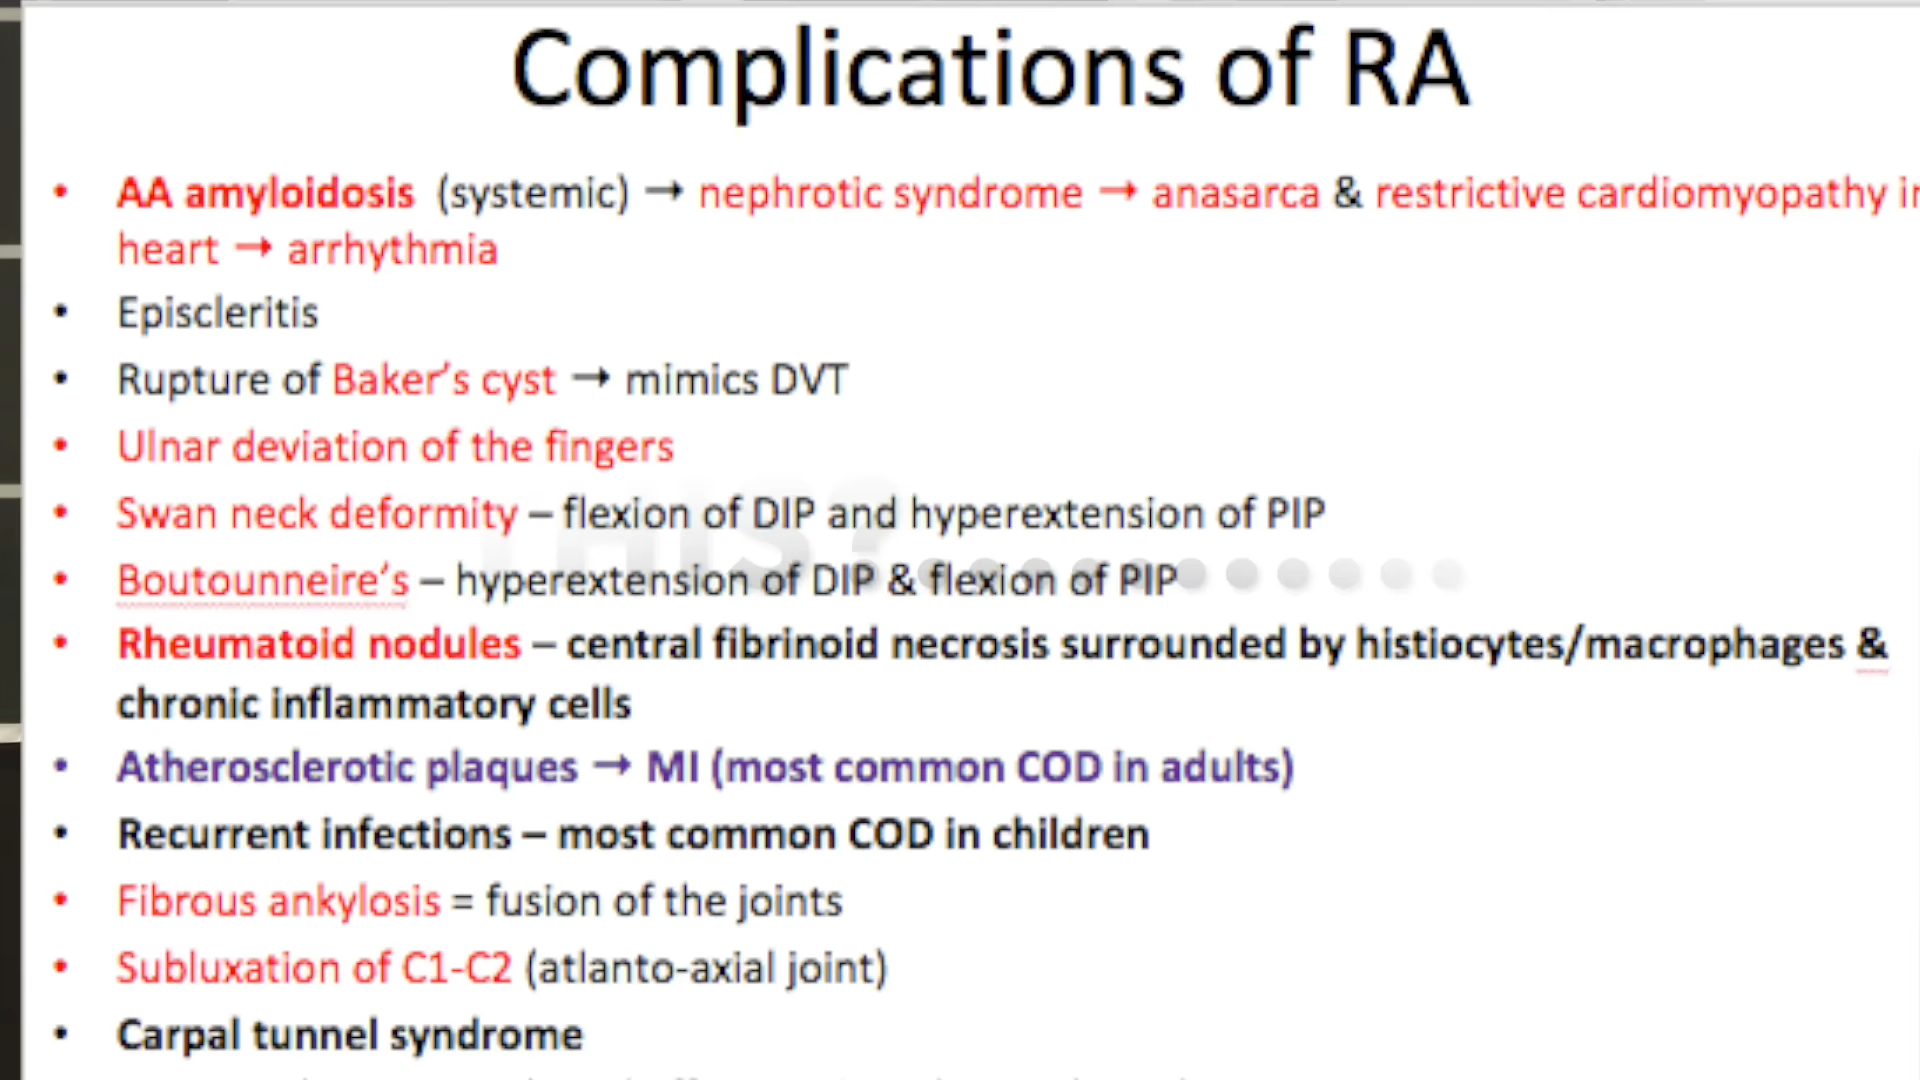 Complications of RA
• AA amyloidosis (systemic) → nephrotic syndrome → anasarca & restrictive cardiomyopathy
heart → arrhythmia
• Episcleritis
• Rupture of Baker's cyst → mimics DVT
• Ulnar deviation of the fingers
• Swan neck deformity – flexion of DIP and hyperextension of PIP
• Boutounneire's – hyperextension of DIP & flexion of PIP
THIS?
• Rheumatoid nodules – central fibrinoid necrosis surrounded by histiocytes/macrophages &
chronic inflammatory cells
• Atherosclerotic plaques → MI (most common COD in adults)
• Recurrent infections – most common COD in children
• Fibrous ankylosis = fusion of the joints
• Subluxation of C1-C2 (atlanto-axial joint)
• Carpal tunnel syndrome